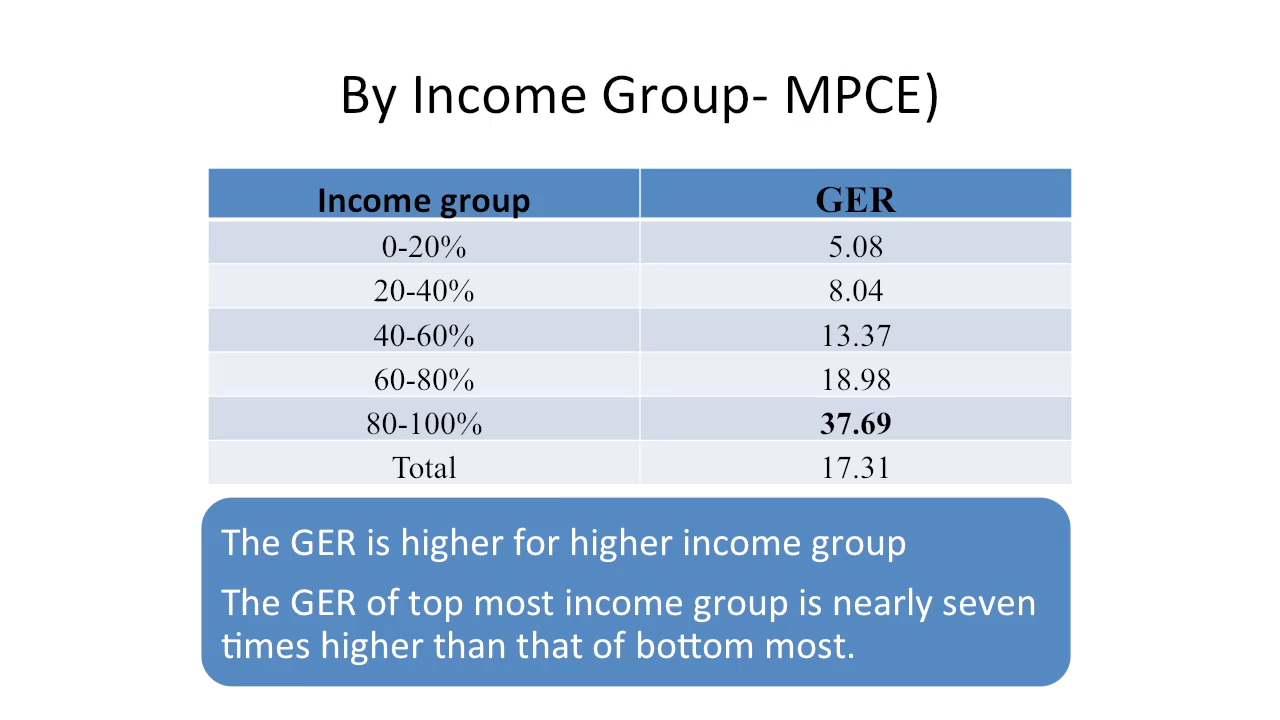 By Income Group- MPCE)
Income group GER
0-20% 5.08
20-40% 8.04
40-60% 13.37
60-80% 18.98
80-100% 37.69
Total 17.31
The GER is higher for higher income group
The GER of top most income group is nearly seven
times higher than that of bottom most.